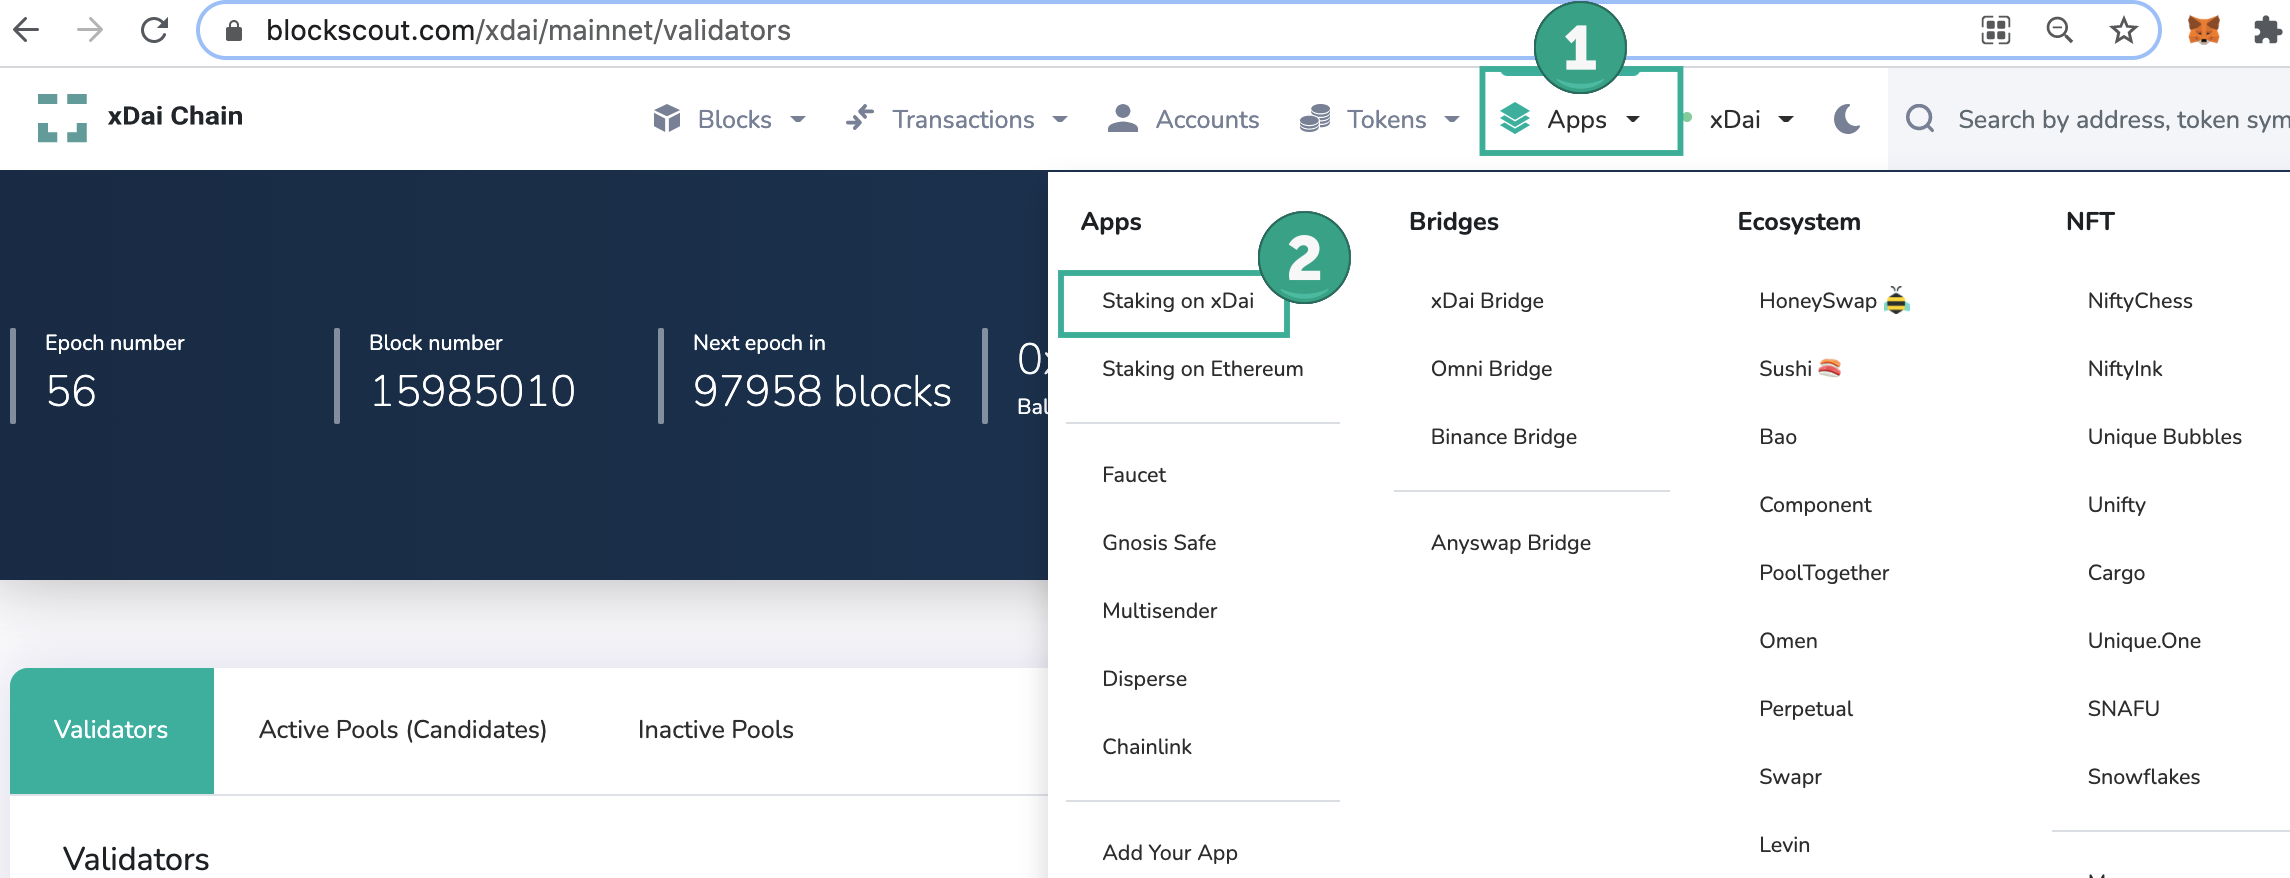 blockscout.com/xdai/mainnet/validators
1
xDai Chain
Blocks
Transactions
Accounts
Tokens
Apps
xDai
Search by address, token sym
Epoch number
56
Block number
15985010
Next epoch in
97958 blocks
0x
Bal
Apps
2
Staking on xDai
Staking on Ethereum
Faucet
Gnosis Safe
Multisender
Disperse
Chainlink
Add Your App
Bridges
xDai Bridge
Omni Bridge
Binance Bridge
Anyswap Bridge
Ecosystem
HoneySwap 🐝
Sushi 🍣
Bao
Component
PoolTogether
Omen
Perpetual
Swapr
Levin
NFT
NiftyChess
NiftyInk
Unique Bubbles
Unifty
Cargo
Unique.One
SNAFU
Snowflakes
Validators
Active Pools (Candidates)
Inactive Pools
Validators